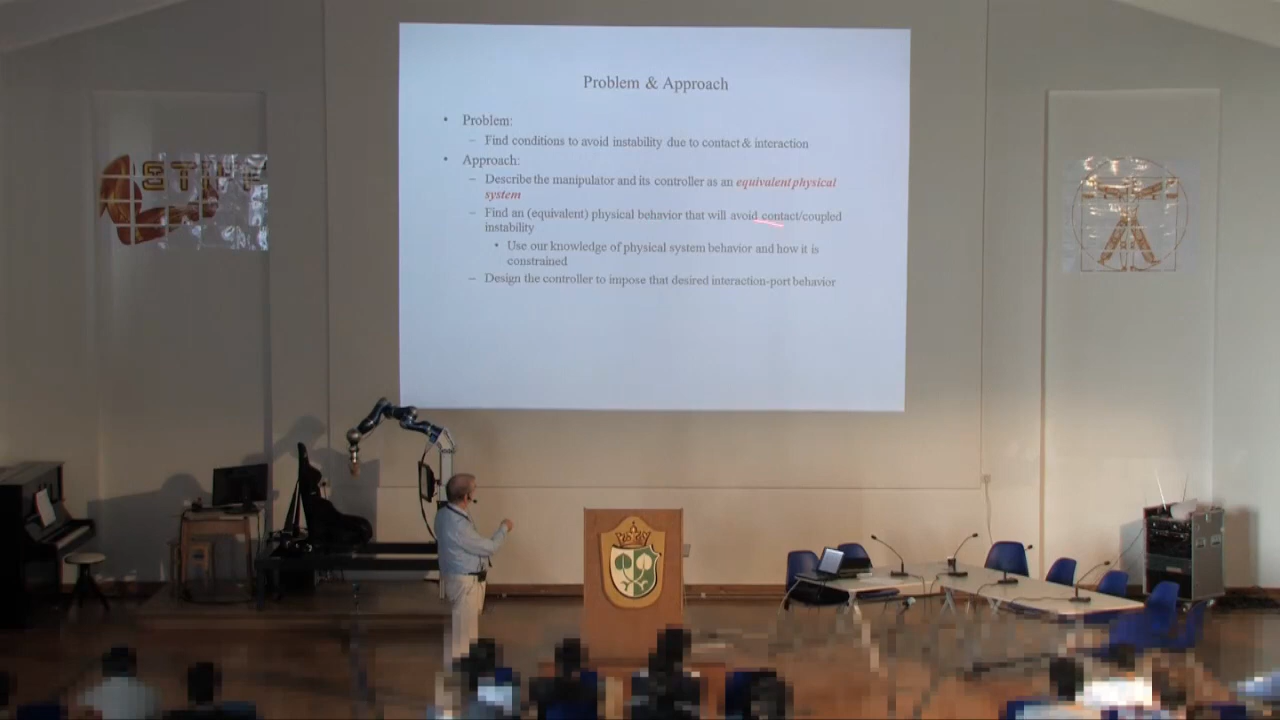 Problem & Approach
• Problem:
– Find conditions to avoid instability due to contact & interaction
• Approach:
– Describe the manipulator and its controller as an equivalent physical
system
– Find an (equivalent) physical behavior that will avoid contact/coupled
instability
• Use our knowledge of physical system behavior and how it is
constrained
– Design the controller to impose that desired interaction-port behavior
STIFF